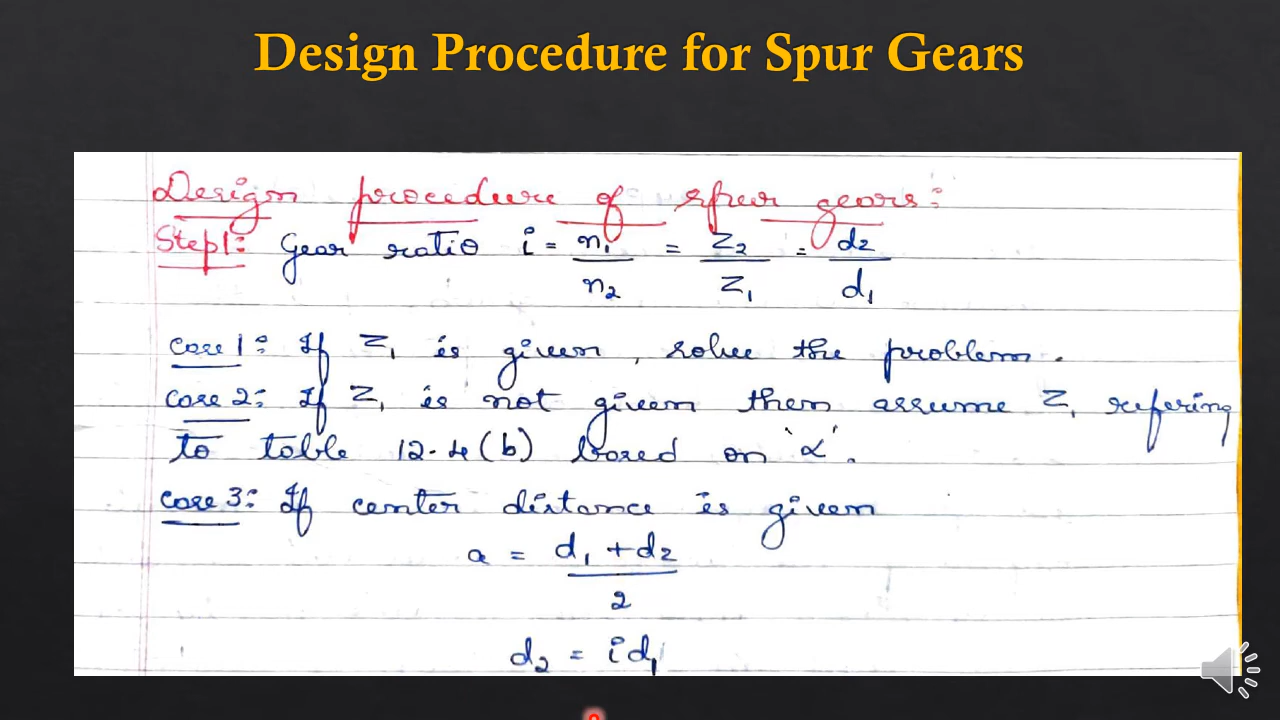 Design Procedure for Spur Gears
Design procedure of spur gears:
Step1: Gear ratio i = n₁/n₂ = Z₂/Z₁ = d₂/d₁
Case 1: If Z₁ is given, solve the problem.
Case 2: If Z₁ is not given then assume Z₁ refering
to table 12.4(b) based on 'α'.
Case 3: If center distance is given
a = d₁ + d₂ / 2
d₂ = id₁